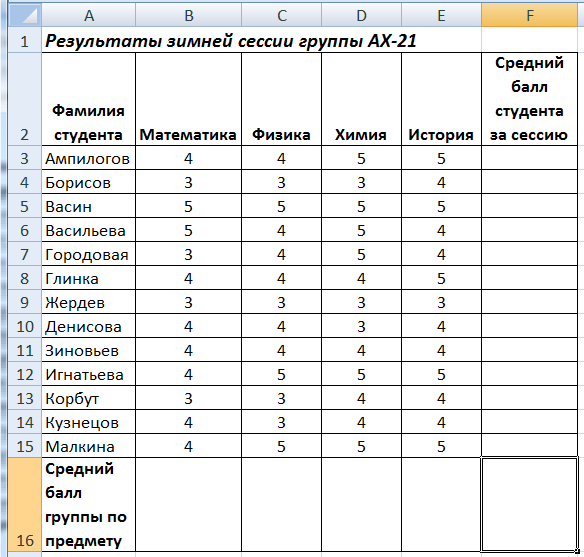 A B C D E F
1 Результаты зимней сессии группы АХ-21
2 Фамилия студента Математика Физика Химия История Средний балл студента за сессию
3 Ампилогов 4 4 5 5
4 Борисов 3 3 3 4
5 Васин 5 5 5 5
6 Васильева 5 4 5 4
7 Городовая 3 4 5 4
8 Глинка 4 4 4 5
9 Жердев 3 3 3 3
10 Денисова 4 4 3 4
11 Зиновьев 4 4 4 4
12 Игнатьева 4 5 5 5
13 Корбут 3 3 4 4
14 Кузнецов 4 3 4 4
15 Малкина 4 5 5 5
16 Средний балл группы по предмету